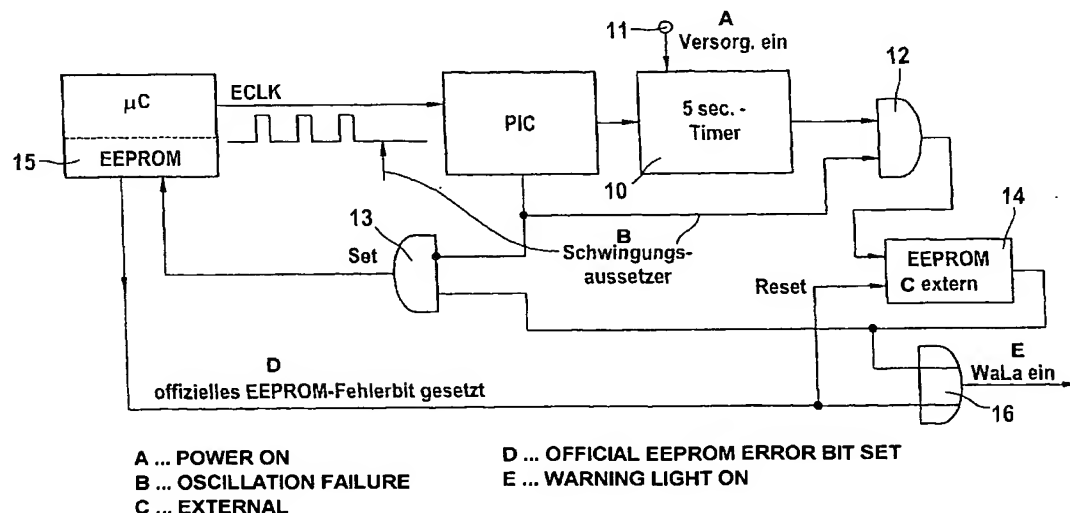 11
A
Versorg. ein
12
µC
ECLK
PIC
5 sec. -
Timer
15
EEPROM
10
14
13
B
Schwingungs-
aussetzer
Set
EEPROM
C extern
Reset
D
offizielles EEPROM-Fehlerbit gesetzt
E
WaLa ein
16
A ... POWER ON
B ... OSCILLATION FAILURE
C ... EXTERNAL
D ... OFFICIAL EEPROM ERROR BIT SET
E ... WARNING LIGHT ON